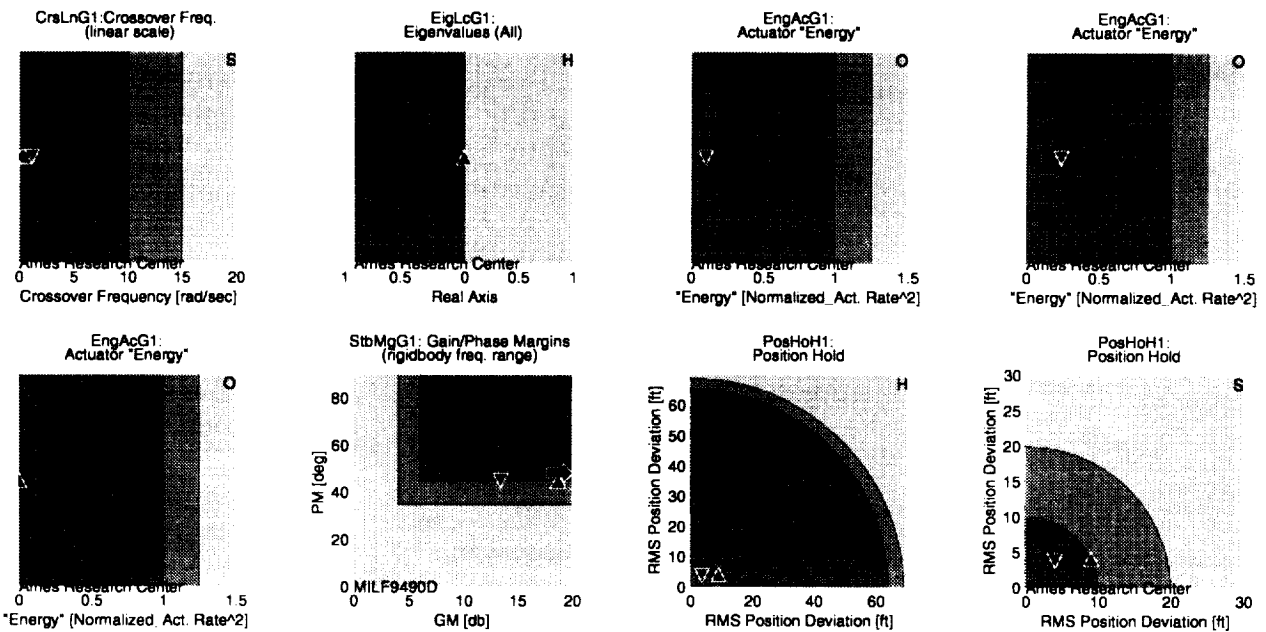 CrsLnG1:Crossover Freq.
(linear scale)
S
Ames Research Center
0 5 10 15 20
Crossover Frequency [rad/sec]
EigLcG1:
Eigenvalues (All)
H
Ames Research Center
1 0.5 0 0.5 1
Real Axis
EngAcG1:
Actuator "Energy"
O
Ames Research Center
0 0.5 1 1.5
"Energy" [Normalized_Act. Rate^2]
EngAcG1:
Actuator "Energy"
O
Ames Research Center
0 0.5 1 1.5
"Energy" [Normalized_Act. Rate^2]
EngAcG1:
Actuator "Energy"
O
Ames Research Center
0 0.5 1 1.5
"Energy" [Normalized_Act. Rate^2]
StbMgG1: Gain/Phase Margins
(rigidbody freq. range)
80
60
40
20
0
PM [deg]
MILF9490D
0 10 20
GM [db]
PosHoH1:
Position Hold
H
60
50
40
30
20
10
0
RMS Position Deviation [ft]
0 20 40 60
RMS Position Deviation [ft]
PosHoH1:
Position Hold
S
30
25
20
15
10
5
0
RMS Position Deviation [ft]
Ames Research Center
0 10 20 30
RMS Position Deviation [ft]